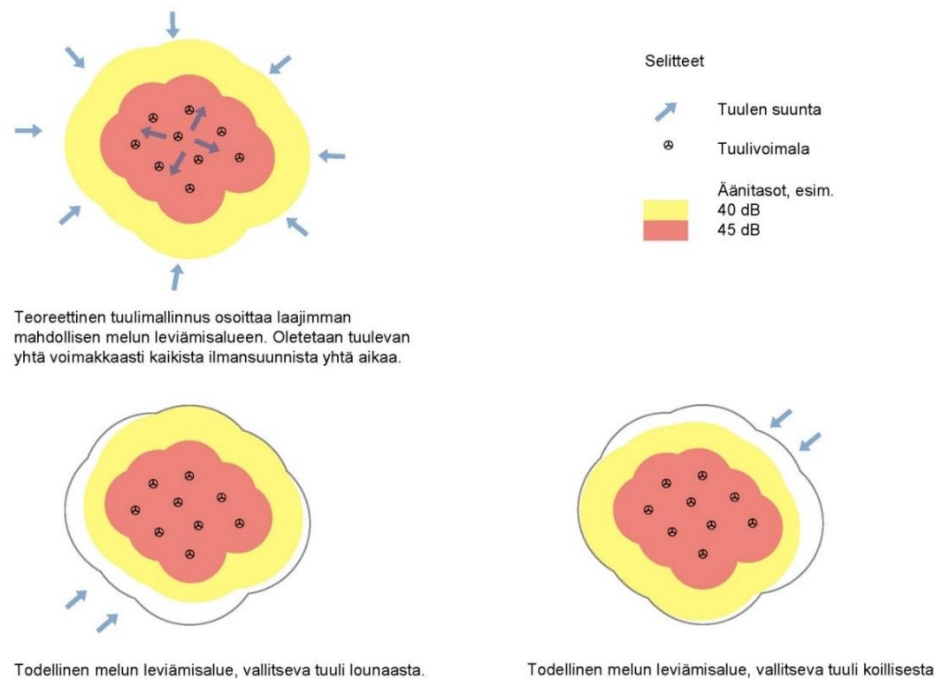 Selitteet
Tuulen suunta
Tuulivoimala
Äänitasot, esim.
40 dB
45 dB
Teoreettinen tuulimallinnus osoittaa laajimman
mahdollisen melun leviämisalueen. Oletetaan tuulevan
yhtä voimakkaasti kaikista ilmansuunnista yhtä aikaa.
Todellinen melun leviämisalue, vallitseva tuuli lounaasta.
Todellinen melun leviämisalue, vallitseva tuuli koillisesta